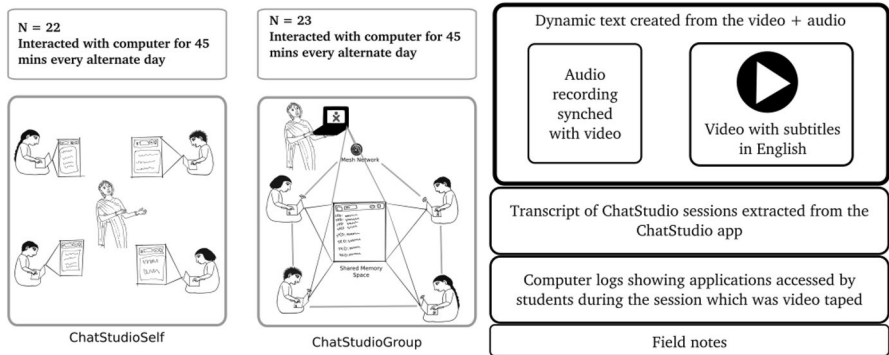 N = 22
Interacted with computer for 45
mins every alternate day
ChatStudioSelf
N = 23
Interacted with computer for 45
mins every alternate day
Mesh Network
Shared Memory
Space
ChatStudioGroup
Dynamic text created from the video + audio
Audio
recording
synched
with video
Video with subtitles
in English
Transcript of ChatStudio sessions extracted from the
ChatStudio app
Computer logs showing applications accessed by
students during the session which was video taped
Field notes